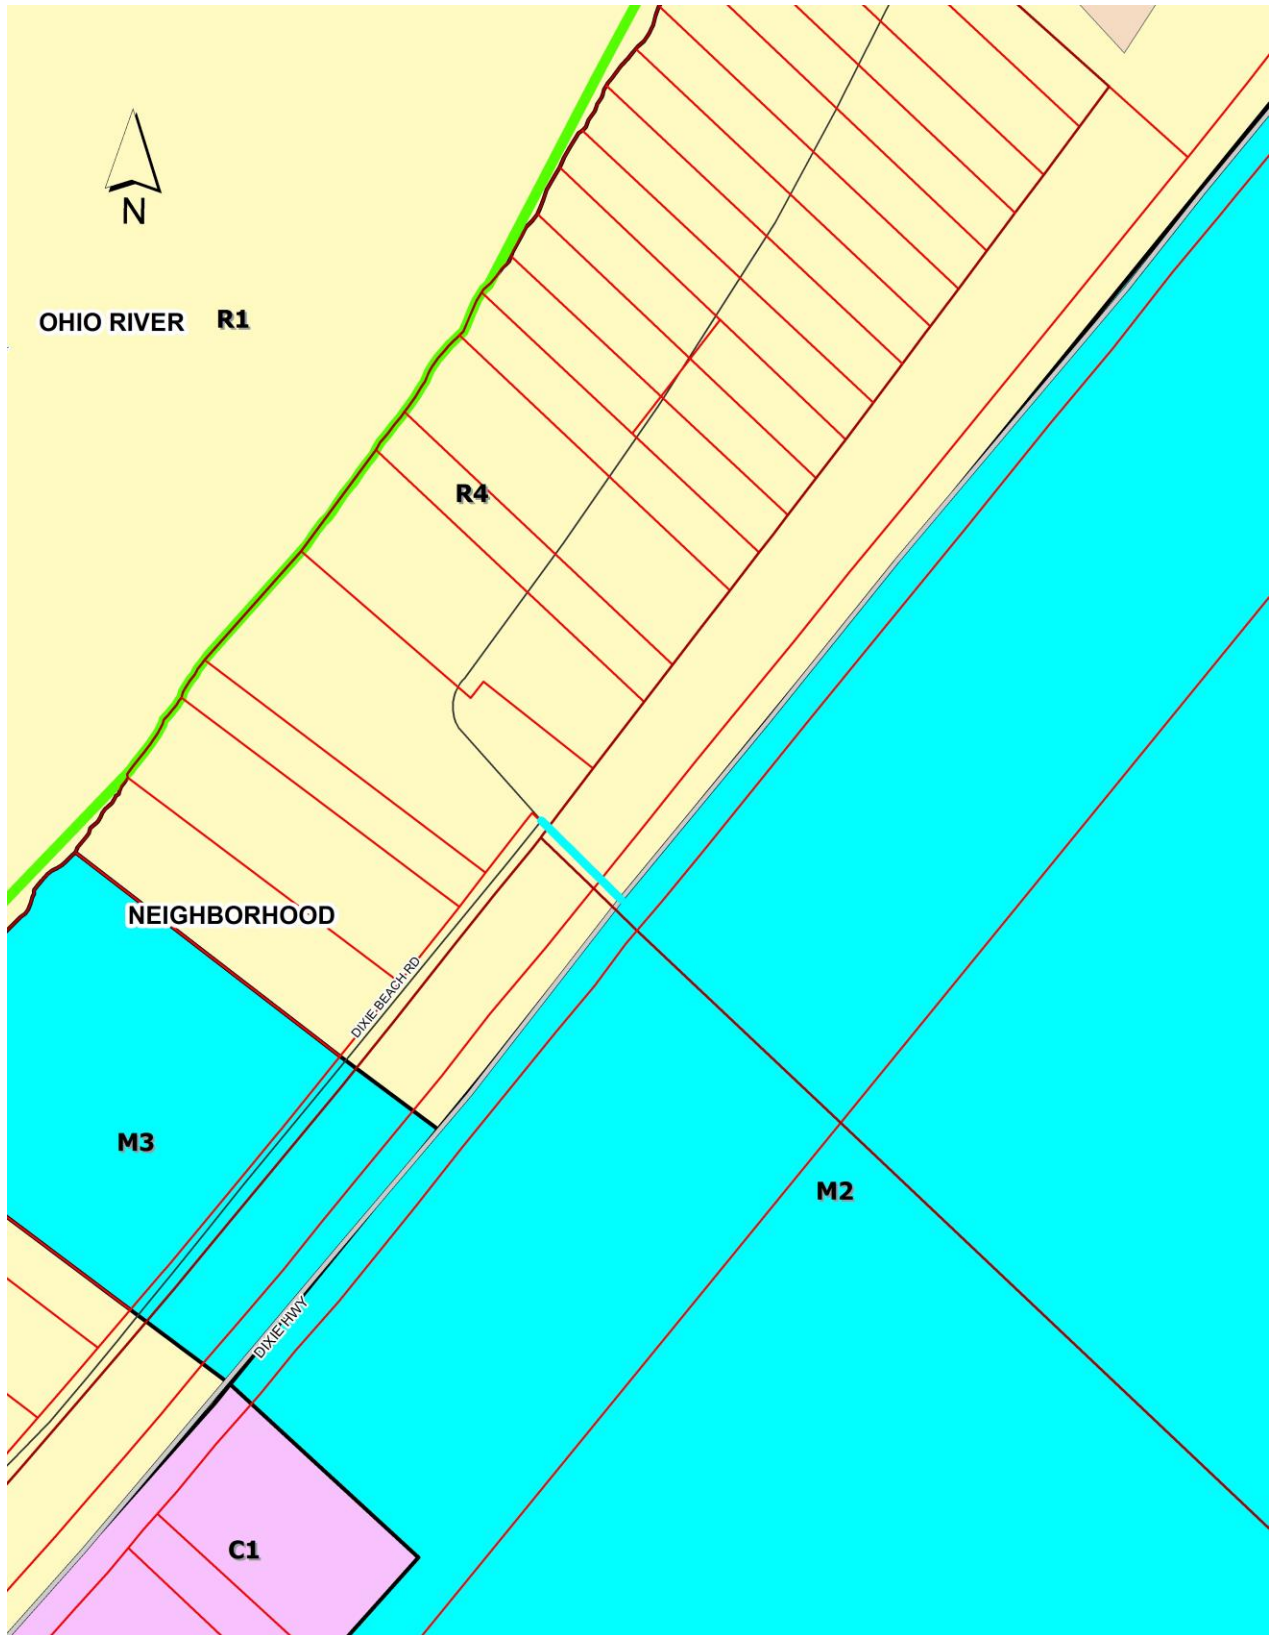 N
OHIO RIVER R1
R4
NEIGHBORHOOD
DIXIE BEACH RD
M3
M2
DIXIE HWY
C1